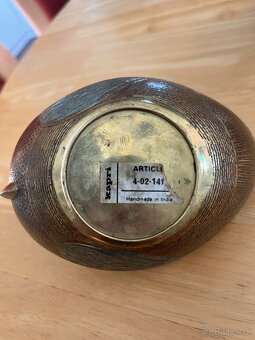 kapri
ARTICLE
4-02-141
Handmade in India